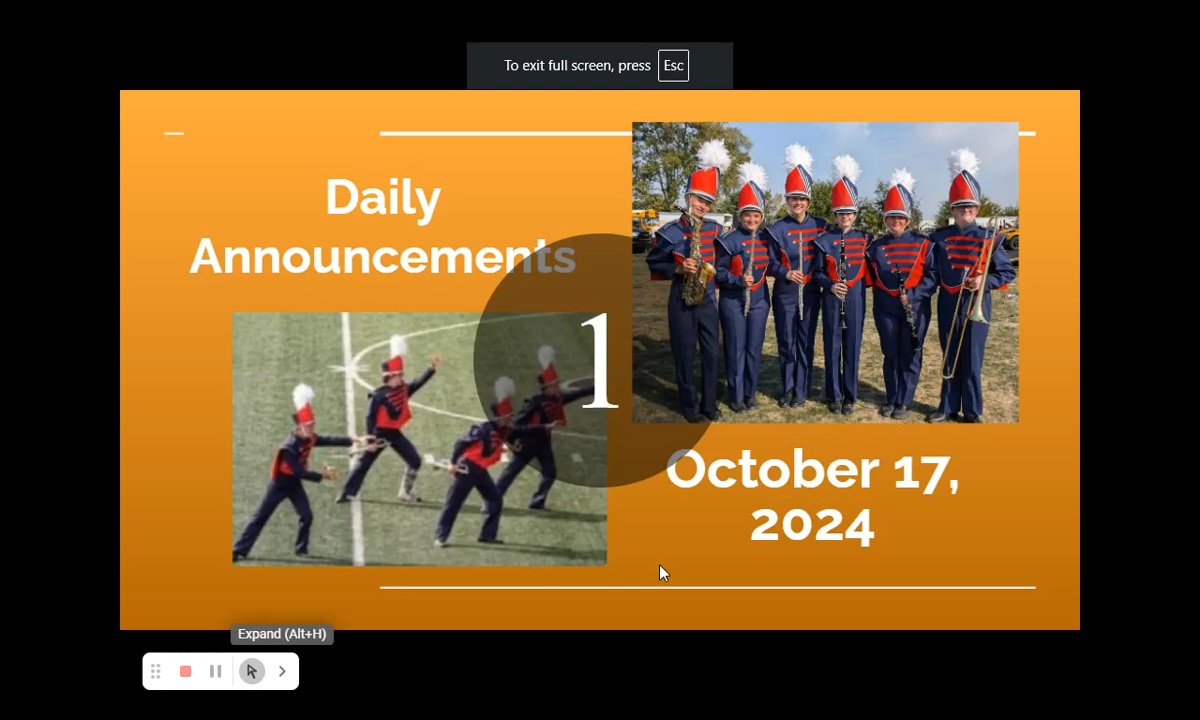 To exit full screen, press Esc
Daily
Announcements
1
October 17,
2024
Expand (Alt+H)